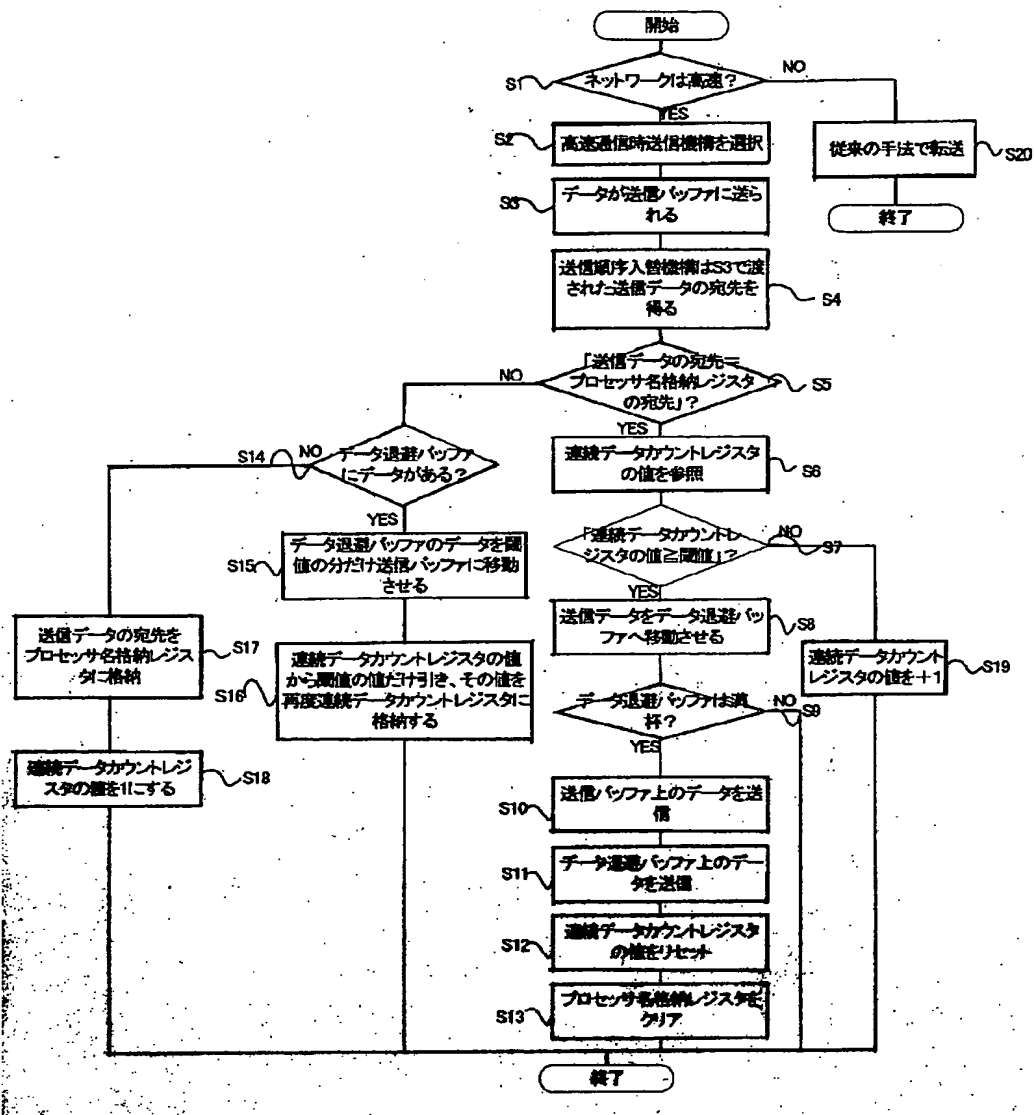 開始
S1
ネットワークは高速?
NO
YES
S2
高速通信時送信機構を選択
従来の手法で転送
S20
終了
S3
データが送信バッファに送ら
れる
送信順序入替機構はS3で渡
された送信データの宛先を
得る
S4
「送信データの宛先=
プロセッサ名格納レジスタ
の宛先」?
S5
NO
YES
S14
NO
データ退避バッファ
にデータがある?
YES
連続データカウントレジスタ
の値を参照
S6
「連続データカウントレ
ジスタの値≧閾値」?
NO
S7
YES
S15
データ退避バッファのデータを閾
値の分だけ送信バッファに移動
させる
送信データをデータ退避バッ
ファへ移動させる
S8
送信データの宛先を
プロセッサ名格納レジス
タに格納
S17
S16
連続データカウントレジスタの値
から閾値の値だけ引き、その値を
再度連続データカウントレジスタに
格納する
連続データカウント
レジスタの値を+1
S19
データ退避バッファは満
杯?
NO
S9
YES
連続データカウントレジ
スタの値を1にする
S18
S10
送信バッファ上のデータを送
信
S11
データ退避バッファ上のデー
タを送信
S12
連続データカウントレジスタ
の値をリセット
S13
プロセッサ名格納レジスタを
クリア
終了